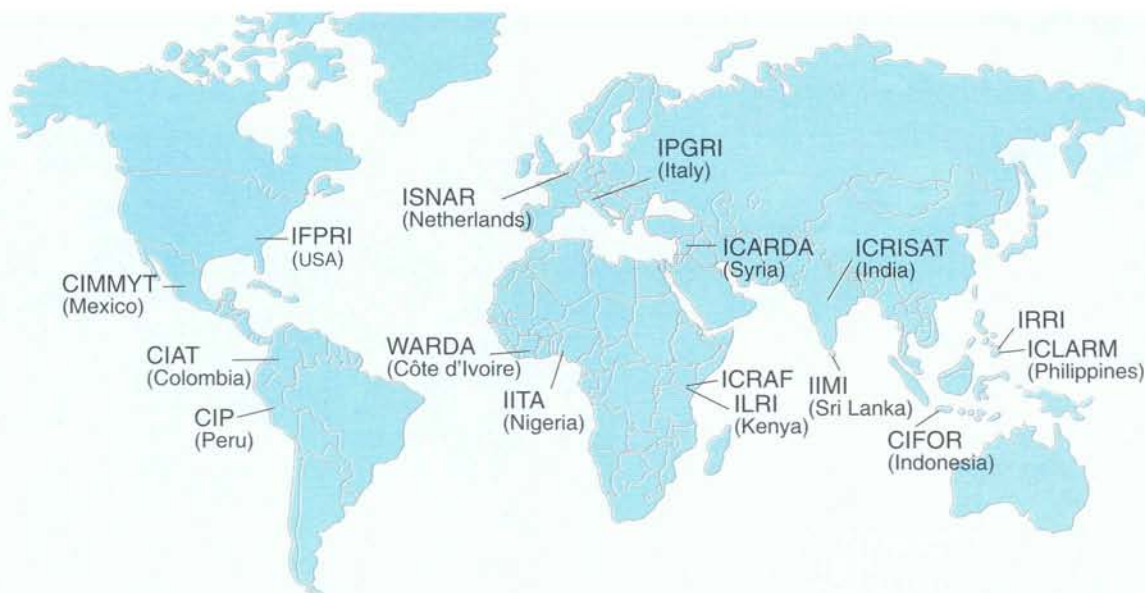 IPGRI
(Italy)
ISNAR
(Netherlands)
IFPRI
(USA)
ICARDA
(Syria)
ICRISAT
(India)
CIMMYT
(Mexico)
IRRI
ICLARM
(Philippines)
WARDA
(Côte d'Ivoire)
CIAT
(Colombia)
ICRAF
ILRI
(Kenya)
IIMI
(Sri Lanka)
IITA
(Nigeria)
CIP
(Peru)
CIFOR
(Indonesia)